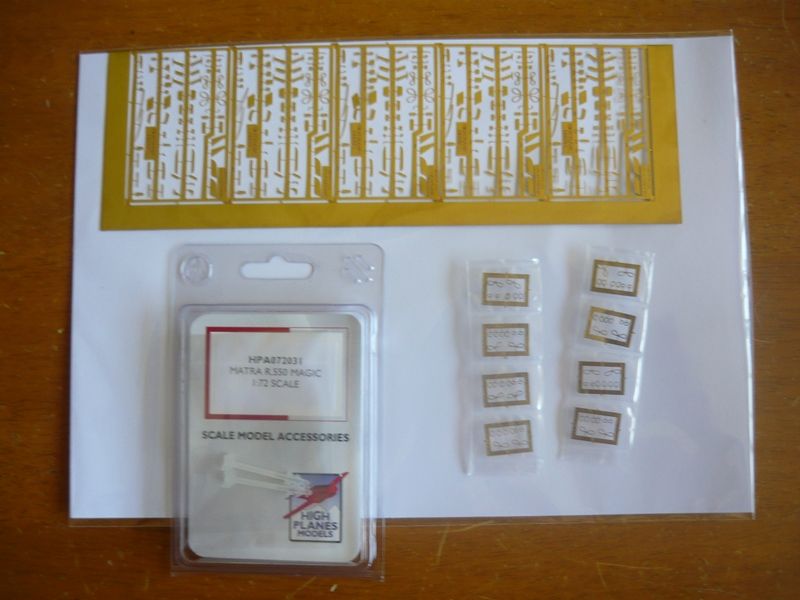 HPA072031
MATRA R.550 MAGIC
1:72 SCALE
SCALE MODEL ACCESSORIES
HIGH
PLANES
MODELS